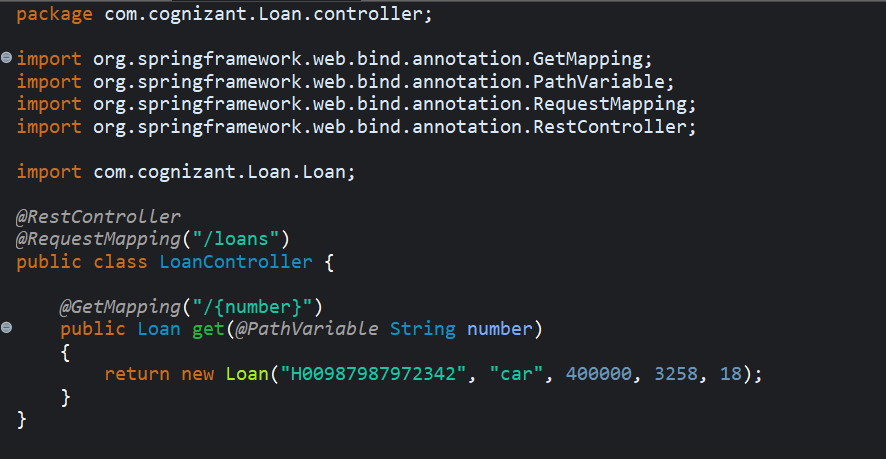 package com.cognizant.Loan.controller;
import org.springframework.web.bind.annotation.GetMapping;
import org.springframework.web.bind.annotation.PathVariable;
import org.springframework.web.bind.annotation.RequestMapping;
import org.springframework.web.bind.annotation.RestController;
import com.cognizant.Loan.Loan;
@RestController
@RequestMapping("/loans")
public class LoanController {
@GetMapping("/{number}")
public Loan get(@PathVariable String number)
{
return new Loan("H00987987972342", "car", 400000, 3258, 18);
}
}